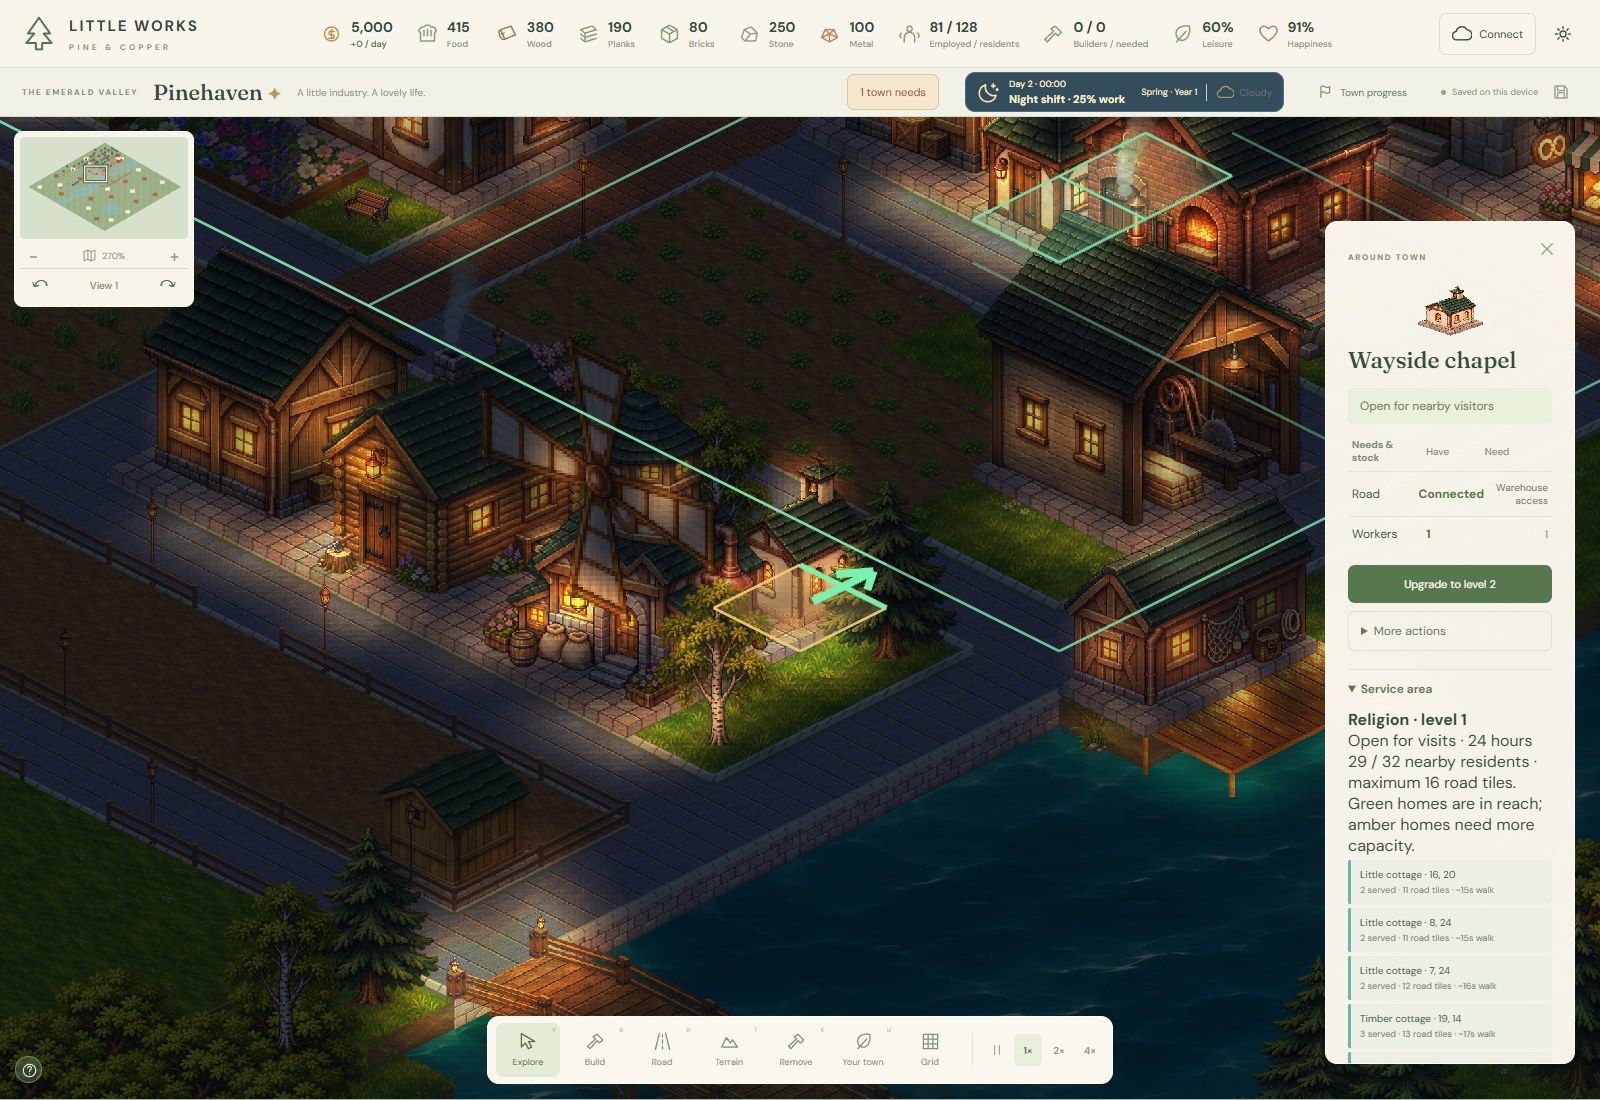 LITTLE WORKS
PINE & COPPER
5,000
+0 / day
415
Food
380
Wood
190
Planks
80
Bricks
250
Stone
100
Metal
81 / 128
Employed / residents
0 / 0
Builders / needed
60%
Leisure
91%
Happiness
Connect
THE EMERALD VALLEY
Pinehaven
A little industry. A lovely life.
1 town needs
Day 2 · 00:00
Night shift · 25% work
Spring · Year 1
Cloudy
Town progress
Saved on this device
− 270% +
View 1
AROUND TOWN
Wayside chapel
Open for nearby visitors
Needs & stock Have Need
Road Connected Warehouse access
Workers 1 1
Upgrade to level 2
More actions
Service area
Religion · level 1
Open for visits · 24 hours
29 / 32 nearby residents ·
maximum 16 road tiles.
Green homes are in reach;
amber homes need more
capacity.
Little cottage · 16, 20
2 served · 11 road tiles · ~15s walk
Little cottage · 8, 24
2 served · 11 road tiles · ~15s walk
Little cottage · 7, 24
2 served · 12 road tiles · ~16s walk
Timber cottage · 19, 14
3 served · 13 road tiles · ~17s walk
V
Explore
B
Build
R
Road
T
Terrain
X
Remove
U
Your town
Grid
1×
2×
4×
?